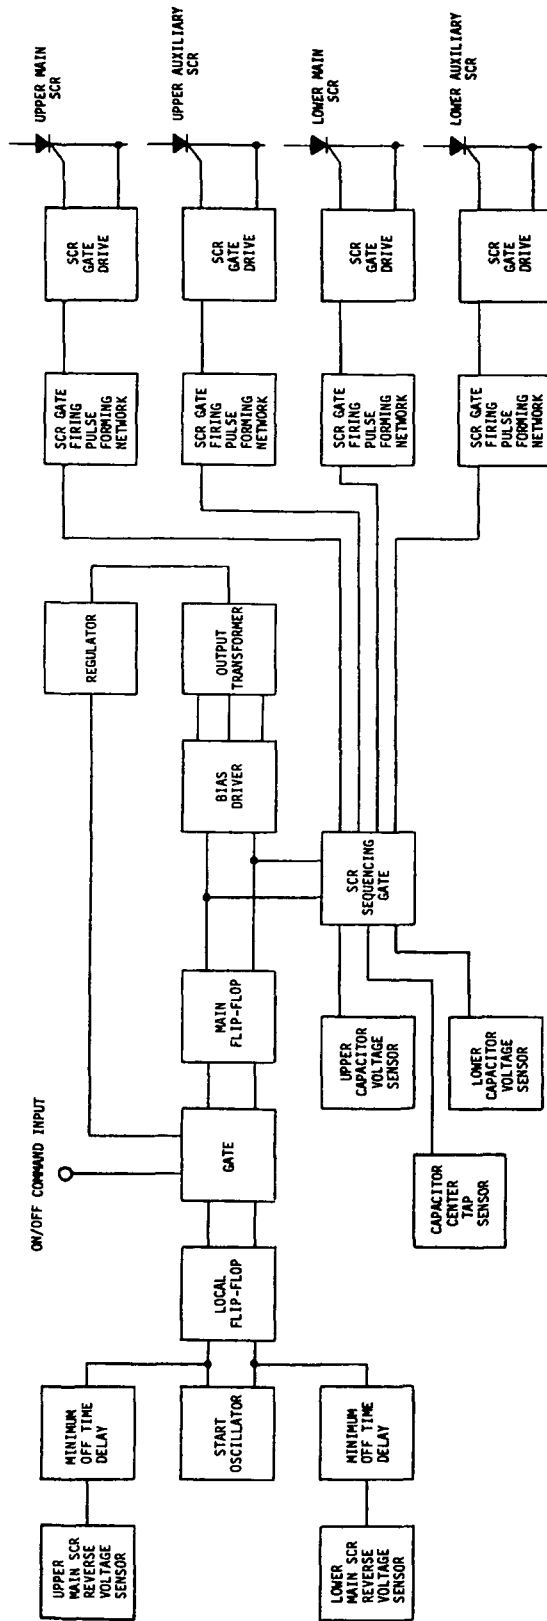 UPPER
MAIN SCR
REVERSE
VOLTAGE
SENSOR
MINIMUM
OFF TIME
DELAY
START
OSCILLATOR
LOWER
MAIN SCR
REVERSE
VOLTAGE
SENSOR
MINIMUM
OFF TIME
DELAY
LOCAL
FLIP-FLOP
ON/OFF COMMAND INPUT
GATE
MAIN
FLIP-FLOP
BIAS
DRIVER
OUTPUT
TRANSFORMER
REGULATOR
CAPACITOR
CENTER
TAP
SENSOR
UPPER
CAPACITOR
VOLTAGE
SENSOR
LOWER
CAPACITOR
VOLTAGE
SENSOR
SCR
SEQUENCING
GATE
SCR GATE
FIRING
PULSE
FORMING
NETWORK
SCR
GATE
DRIVE
UPPER MAIN
SCR
SCR GATE
FIRING
PULSE
FORMING
NETWORK
SCR
GATE
DRIVE
UPPER AUXILIARY
SCR
SCR GATE
FIRING
PULSE
FORMING
NETWORK
SCR
GATE
DRIVE
LOWER MAIN
SCR
SCR GATE
FIRING
PULSE
FORMING
NETWORK
SCR
GATE
DRIVE
LOWER AUXILIARY
SCR